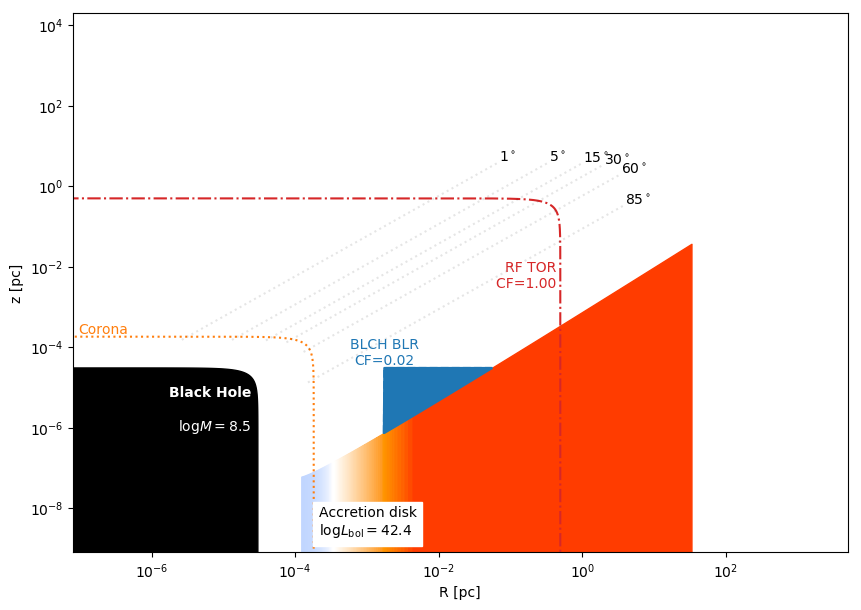 10^4
10^2
10^0
10^-2
10^-4
10^-6
10^-8
z [pc]
1° 5° 15° 30°
60°
85°
RF TOR
CF=1.00
Corona
BLCH BLR
CF=0.02
Black Hole
logM = 8.5
Accretion disk
logL_bol = 42.4
10^-6 10^-4 10^-2 10^0 10^2
R [pc]